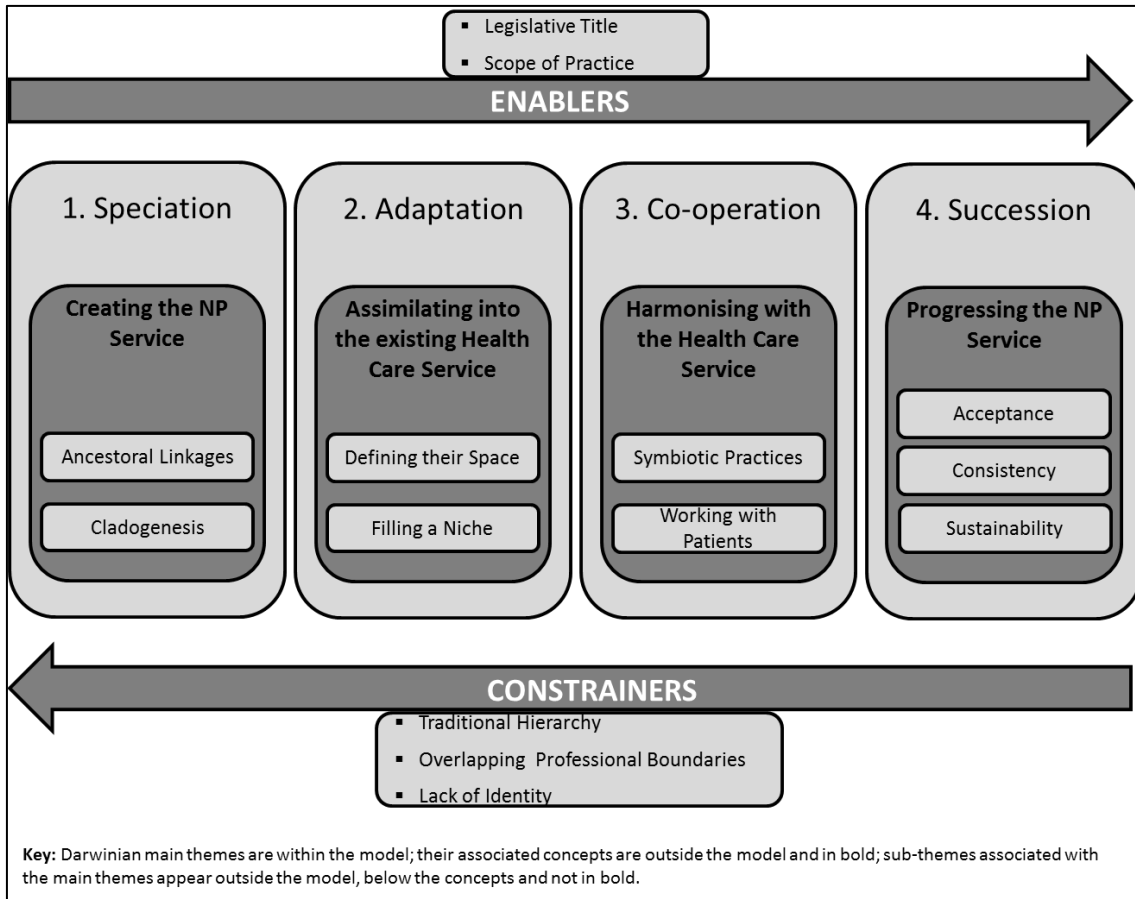 ▪ Legislative Title
▪ Scope of Practice
ENABLERS
1. Speciation
Creating the NP
Service
Ancestoral Linkages
Cladogenesis
2. Adaptation
Assimilating into
the existing Health
Care Service
Defining their Space
Filling a Niche
3. Co-operation
Harmonising with
the Health Care
Service
Symbiotic Practices
Working with
Patients
4. Succession
Progressing the NP
Service
Acceptance
Consistency
Sustainability
CONSTRAINERS
▪ Traditional Hierarchy
▪ Overlapping Professional Boundaries
▪ Lack of Identity
Key: Darwinian main themes are within the model; their associated concepts are outside the model and in bold; sub-themes associated with
the main themes appear outside the model, below the concepts and not in bold.